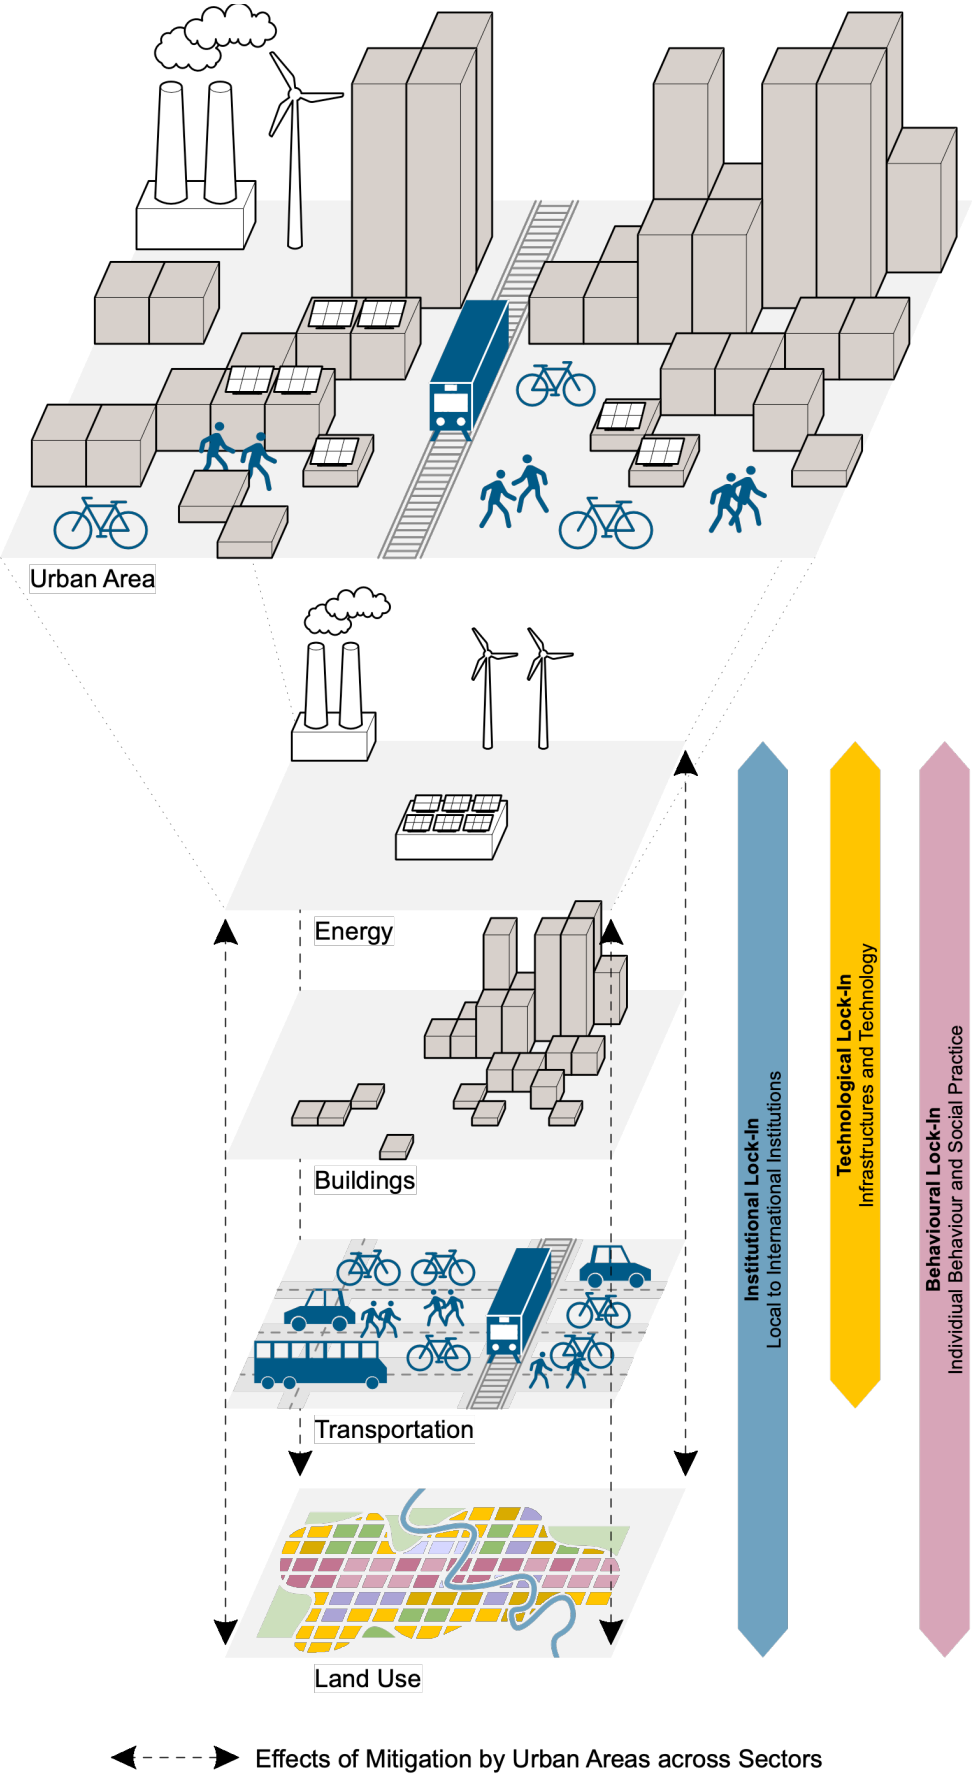 Urban Area
Energy
Buildings
Transportation
Land Use
Institutional Lock-In
Local to International Institutions
Technological Lock-In
Infrastructures and Technology
Behavioural Lock-In
Individiual Behaviour and Social Practice
Effects of Mitigation by Urban Areas across Sectors